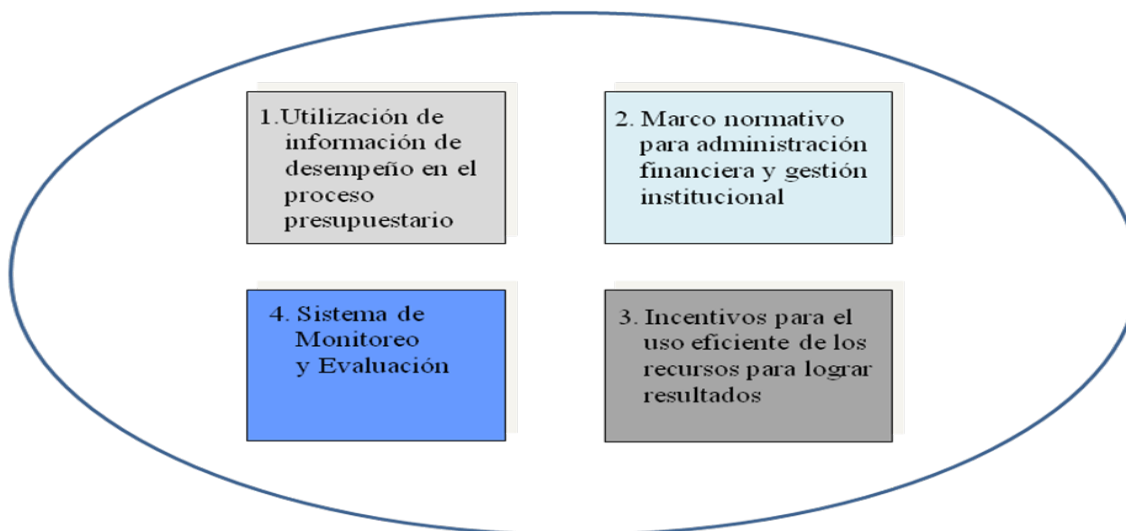 1.Utilización de
información de
desempeño en el
proceso
presupuestario
2. Marco normativo
para administración
financiera y gestión
institucional
4. Sistema de
Monitoreo
y Evaluación
3. Incentivos para el
uso eficiente de los
recursos para lograr
resultados